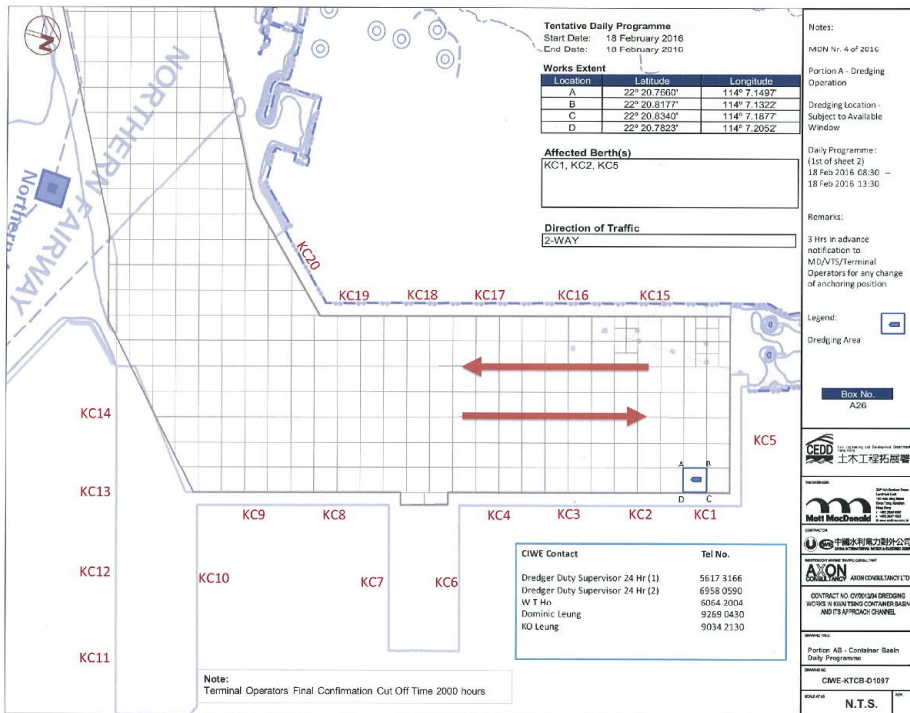 N
NORTHERN FAIRWAY
Northern
Tentative Daily Programme
Start Date: 18 February 2016
End Date: 18 February 2016
Works Extent
Location Latitude Longitude
A 22° 20.7660' 114° 7.1497'
B 22° 20.8177' 114° 7.1322'
C 22° 20.8340' 114° 7.1877'
D 22° 20.7823' 114° 7.2052'
Affected Berth(s)
KC1, KC2, KC5
Direction of Traffic
2-WAY
KC20
KC19 KC18 KC17 KC16 KC15
KC14
KC5
A B
D C
KC13
KC9 KC8 KC4 KC3 KC2 KC1
KC12 KC10 KC7 KC6
KC11
CIWE Contact Tel No.
Dredger Duty Supervisor 24 Hr (1) 5617 3166
Dredger Duty Supervisor 24 Hr (2) 6958 0590
W T Ho 6064 2004
Dominic Leung 9269 0430
KO Leung 9034 2130
Note:
Terminal Operators Final Confirmation Cut Off Time 2000 hours
Notes:
MDN Nr. 4 of 2016
Portion A - Dredging
Operation
Dredging Location -
Subject to Available
Window
Daily Programme:
(1st of sheet 2)
18 Feb 2016 08:30 --
18 Feb 2016 13:30
Remarks:
3 Hrs in advance
notification to
MD/VTS/Terminal
Operators for any change
of anchoring position
Legend:
Dredging Area
Box No.
A26
CEDD
土木工程拓展署
THE ENGINEER
Mott MacDonald
CONTRACTOR
中國水利電力對外公司
AXON
CONSULTANCY AXON CONSULTANCY LTD
CONTRACT NO. CV/2013/04 DREDGING
WORKS IN KWAI TSING CONTAINER BASIN
AND ITS APPROACH CHANNEL
DRAWING TITLE
Portion AB - Container Basin
Daily Programme
DRAWING NO.
CIWE-KTCB-D1097
N.T.S.